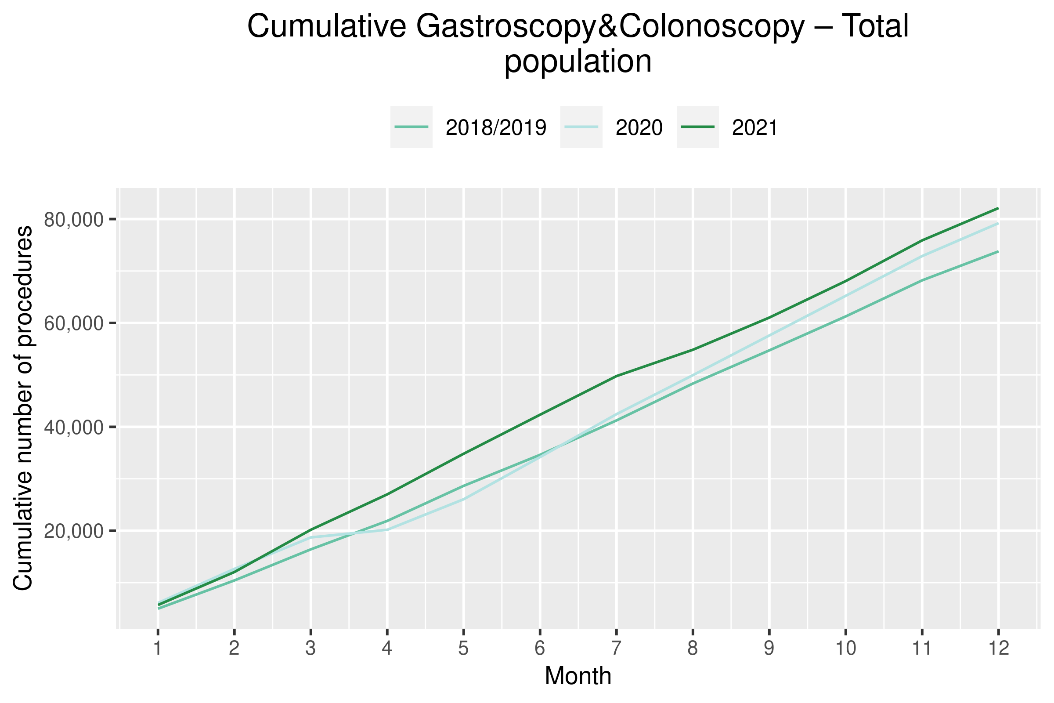 Cumulative Gastroscopy&Colonoscopy – Total
population
2018/2019 2020 2021
Cumulative number of procedures
80,000
60,000
40,000
20,000
1 2 3 4 5 6 7 8 9 10 11 12
Month